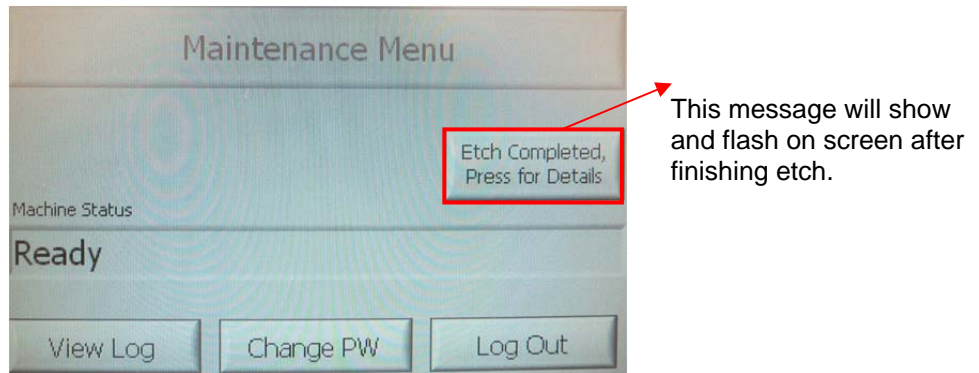 Maintenance Menu
Etch Completed,
Press for Details
This message will show
and flash on screen after
finishing etch.
Machine Status
Ready
View Log
Change PW
Log Out